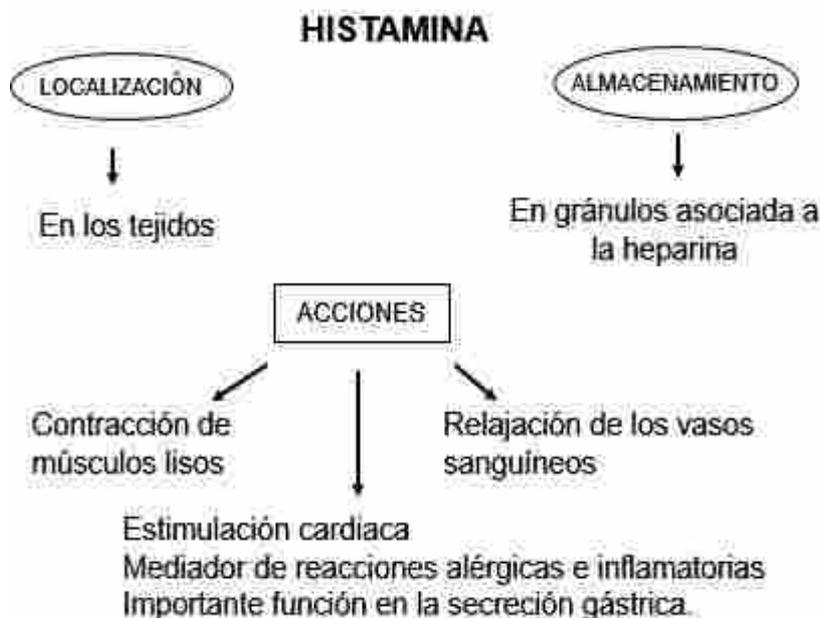 HISTAMINA
LOCALIZACIÓN
ALMACENAMIENTO
En los tejidos
En gránulos asociada a
la heparina
ACCIONES
Contracción de
músculos lisos
Relajación de los vasos
sanguíneos
Estimulación cardiaca
Mediador de reacciones alérgicas e inflamatorias
Importante función en la secreción gástrica.